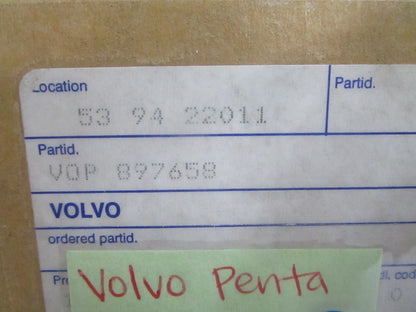 Location
Partid.
53 94 22011
Partid.
VOP 897658
VOLVO
ordered partid.
Volvo Penta